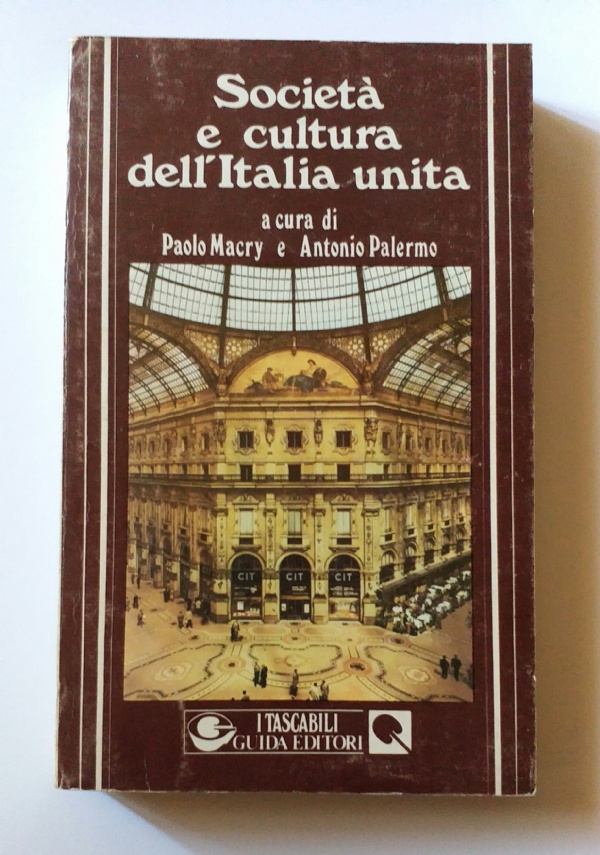 Società
e cultura
dell'Italia unita
a cura di
Paolo Macry e Antonio Palermo
CIT CIT CIT
I TASCABILI
GUIDA EDITORI